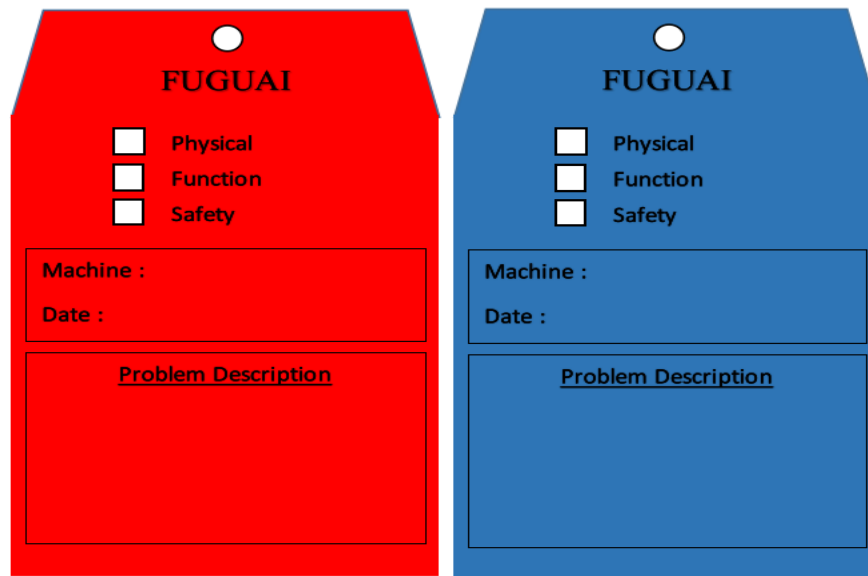 FUGUAI
Physical
Function
Safety
Machine :
Date :
Problem Description
FUGUAI
Physical
Function
Safety
Machine :
Date :
Problem Description